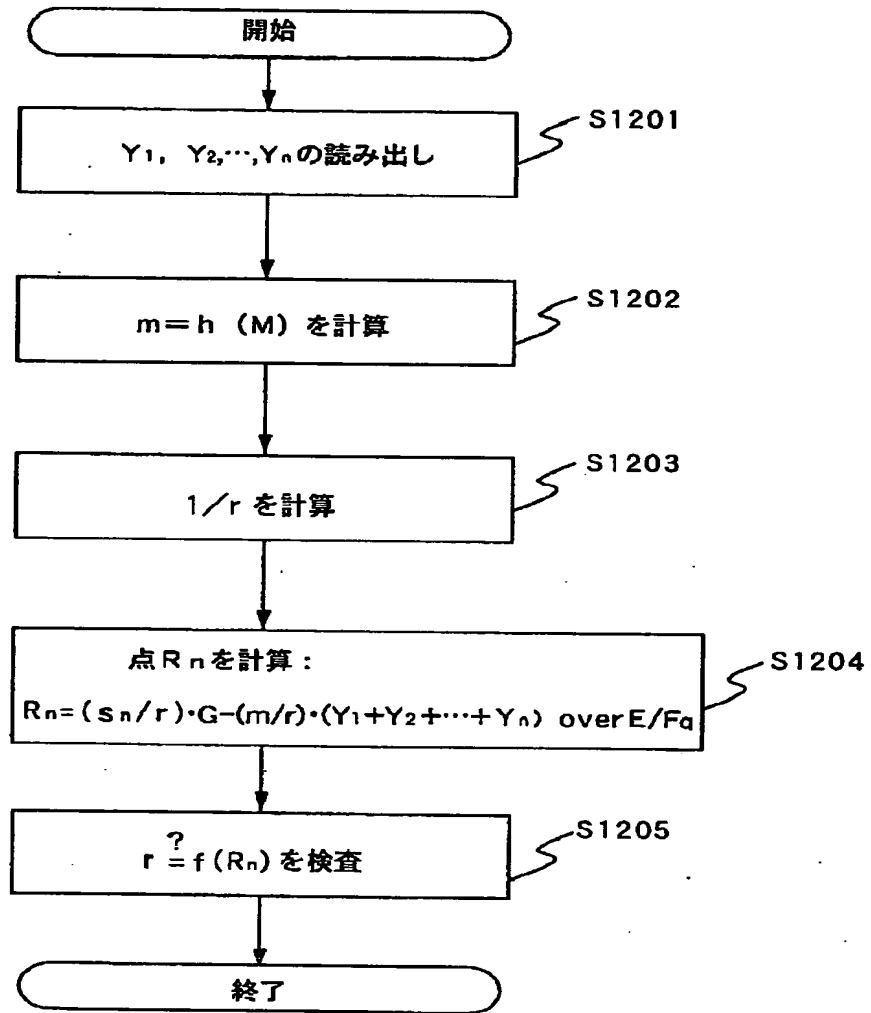 開始
Y1, Y2,…,Ynの読み出し
S1201
m=h (M) を計算
S1202
1/r を計算
S1203
点Rnを計算:
Rn=(sn/r)・G-(m/r)・(Y1+Y2+…+Yn) over E/Fq
S1204
r ?= f(Rn) を検査
S1205
終了